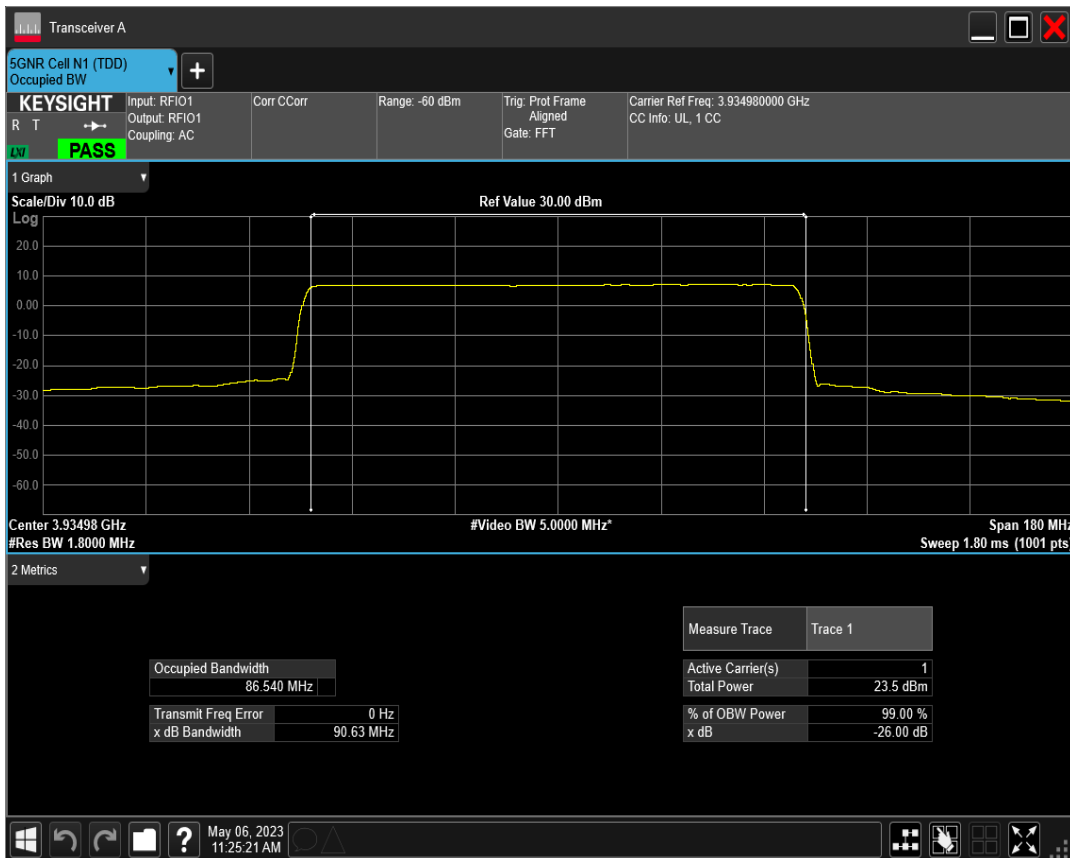 Transceiver A
5GNR Cell N1 (TDD)
Occupied BW
KEYSIGHT
R T
LXI
PASS
Input: RFIO1
Output: RFIO1
Coupling: AC
Corr CCorr
Range: -60 dBm
Trig: Prot Frame
Aligned
Gate: FFT
Carrier Ref Freq: 3.934980000 GHz
CC Info: UL, 1 CC
1 Graph
Scale/Div 10.0 dB
Ref Value 30.00 dBm
Log
20.0
10.0
0.00
-10.0
-20.0
-30.0
-40.0
-50.0
-60.0
Center 3.93498 GHz
#Video BW 5.0000 MHz*
Span 180 MHz
#Res BW 1.8000 MHz
Sweep 1.80 ms (1001 pts)
2 Metrics
Measure Trace Trace 1
Occupied Bandwidth
86.540 MHz
Active Carrier(s) 1
Total Power 23.5 dBm
Transmit Freq Error 0 Hz
x dB Bandwidth 90.63 MHz
% of OBW Power 99.00 %
x dB -26.00 dB
May 06, 2023
11:25:21 AM